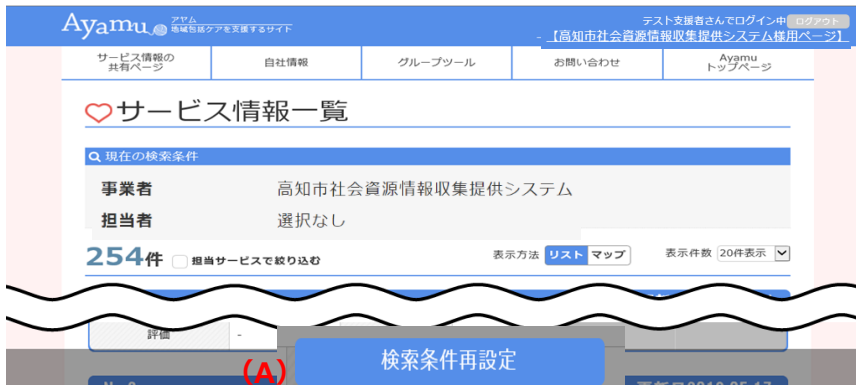 Ayamu アヤム
地域包括ケアを支援するサイト
テスト支援者さんでログイン中 ログアウト
- 【高知市社会資源情報収集提供システム様用ページ】
サービス情報の
共有ページ
自社情報
グループツール
お問い合わせ
Ayamu
トップページ
サービス情報一覧
現在の検索条件
事業者 高知市社会資源情報収集提供システム
担当者 選択なし
254件 担当サービスで絞り込む 表示方法 リスト マップ 表示件数 20件表示
評価 -
(A) 検索条件再設定